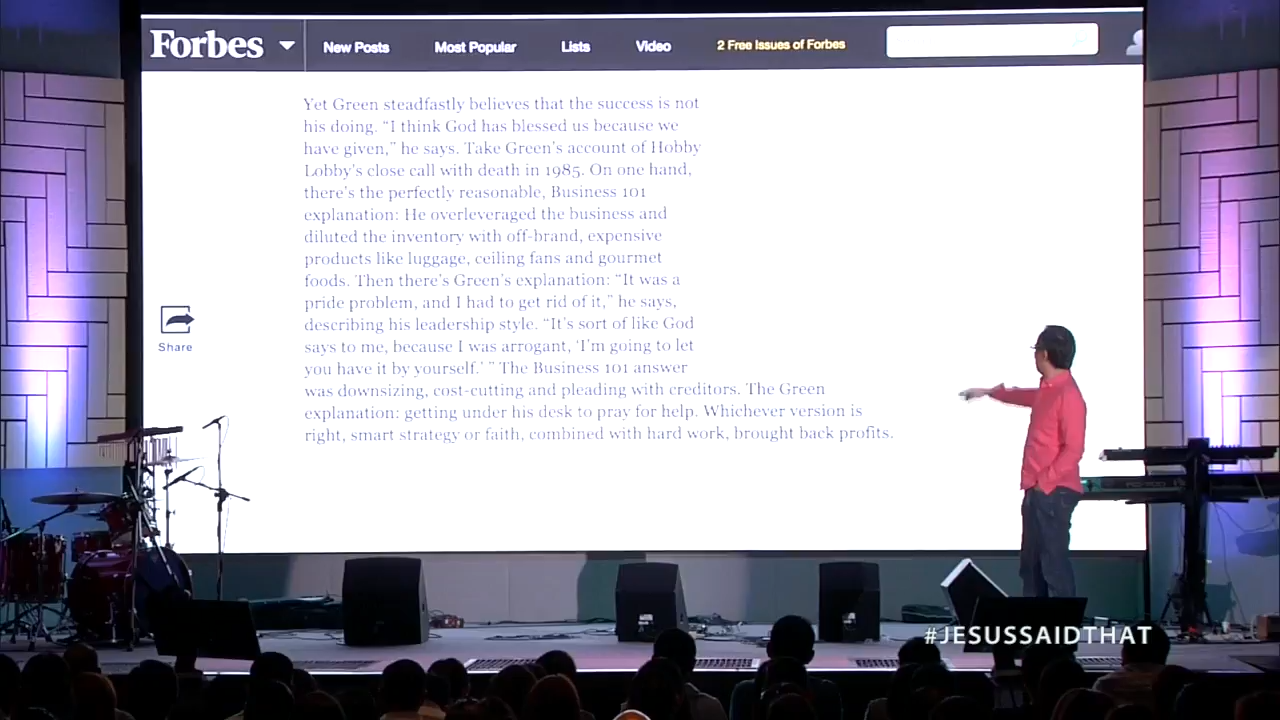 Forbes
New Posts
Most Popular
Lists
Video
2 Free Issues of Forbes
Yet Green steadfastly believes that the success is not
his doing. “I think God has blessed us because we
have given,” he says. Take Green’s account of Hobby
Lobby’s close call with death in 1985. On one hand,
there’s the perfectly reasonable, Business 101
explanation: He overleveraged the business and
diluted the inventory with off-brand, expensive
products like luggage, ceiling fans and gourmet
foods. Then there’s Green’s explanation: “It was a
pride problem, and I had to get rid of it,” he says,
describing his leadership style. “It’s sort of like God
says to me, because I was arrogant, ‘I’m going to let
you have it by yourself.’ ” The Business 101 answer
was downsizing, cost-cutting and pleading with creditors. The Green
explanation: getting under his desk to pray for help. Whichever version is
right, smart strategy or faith, combined with hard work, brought back profits.
Share
#JESUSSAIDTHAT